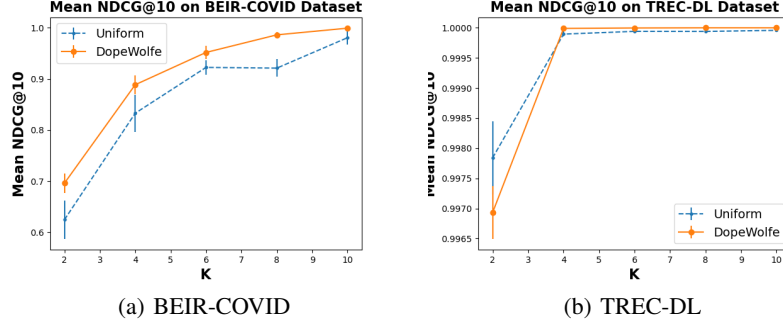 Mean NDCG@10 on BEIR-COVID Dataset
1.0
0.9
0.8
0.7
0.6
Mean NDCG@10
Uniform
DopeWolfe
2 3 4 5 6 7 8 9 10
K
(a) BEIR-COVID
Mean NDCG@10 on TREC-DL Dataset
1.0000
0.9995
0.9990
0.9985
0.9980
0.9975
0.9970
0.9965
Mean NDCG@10
Uniform
DopeWolfe
2 3 4 5 6 7 8 9 10
K
(b) TREC-DL